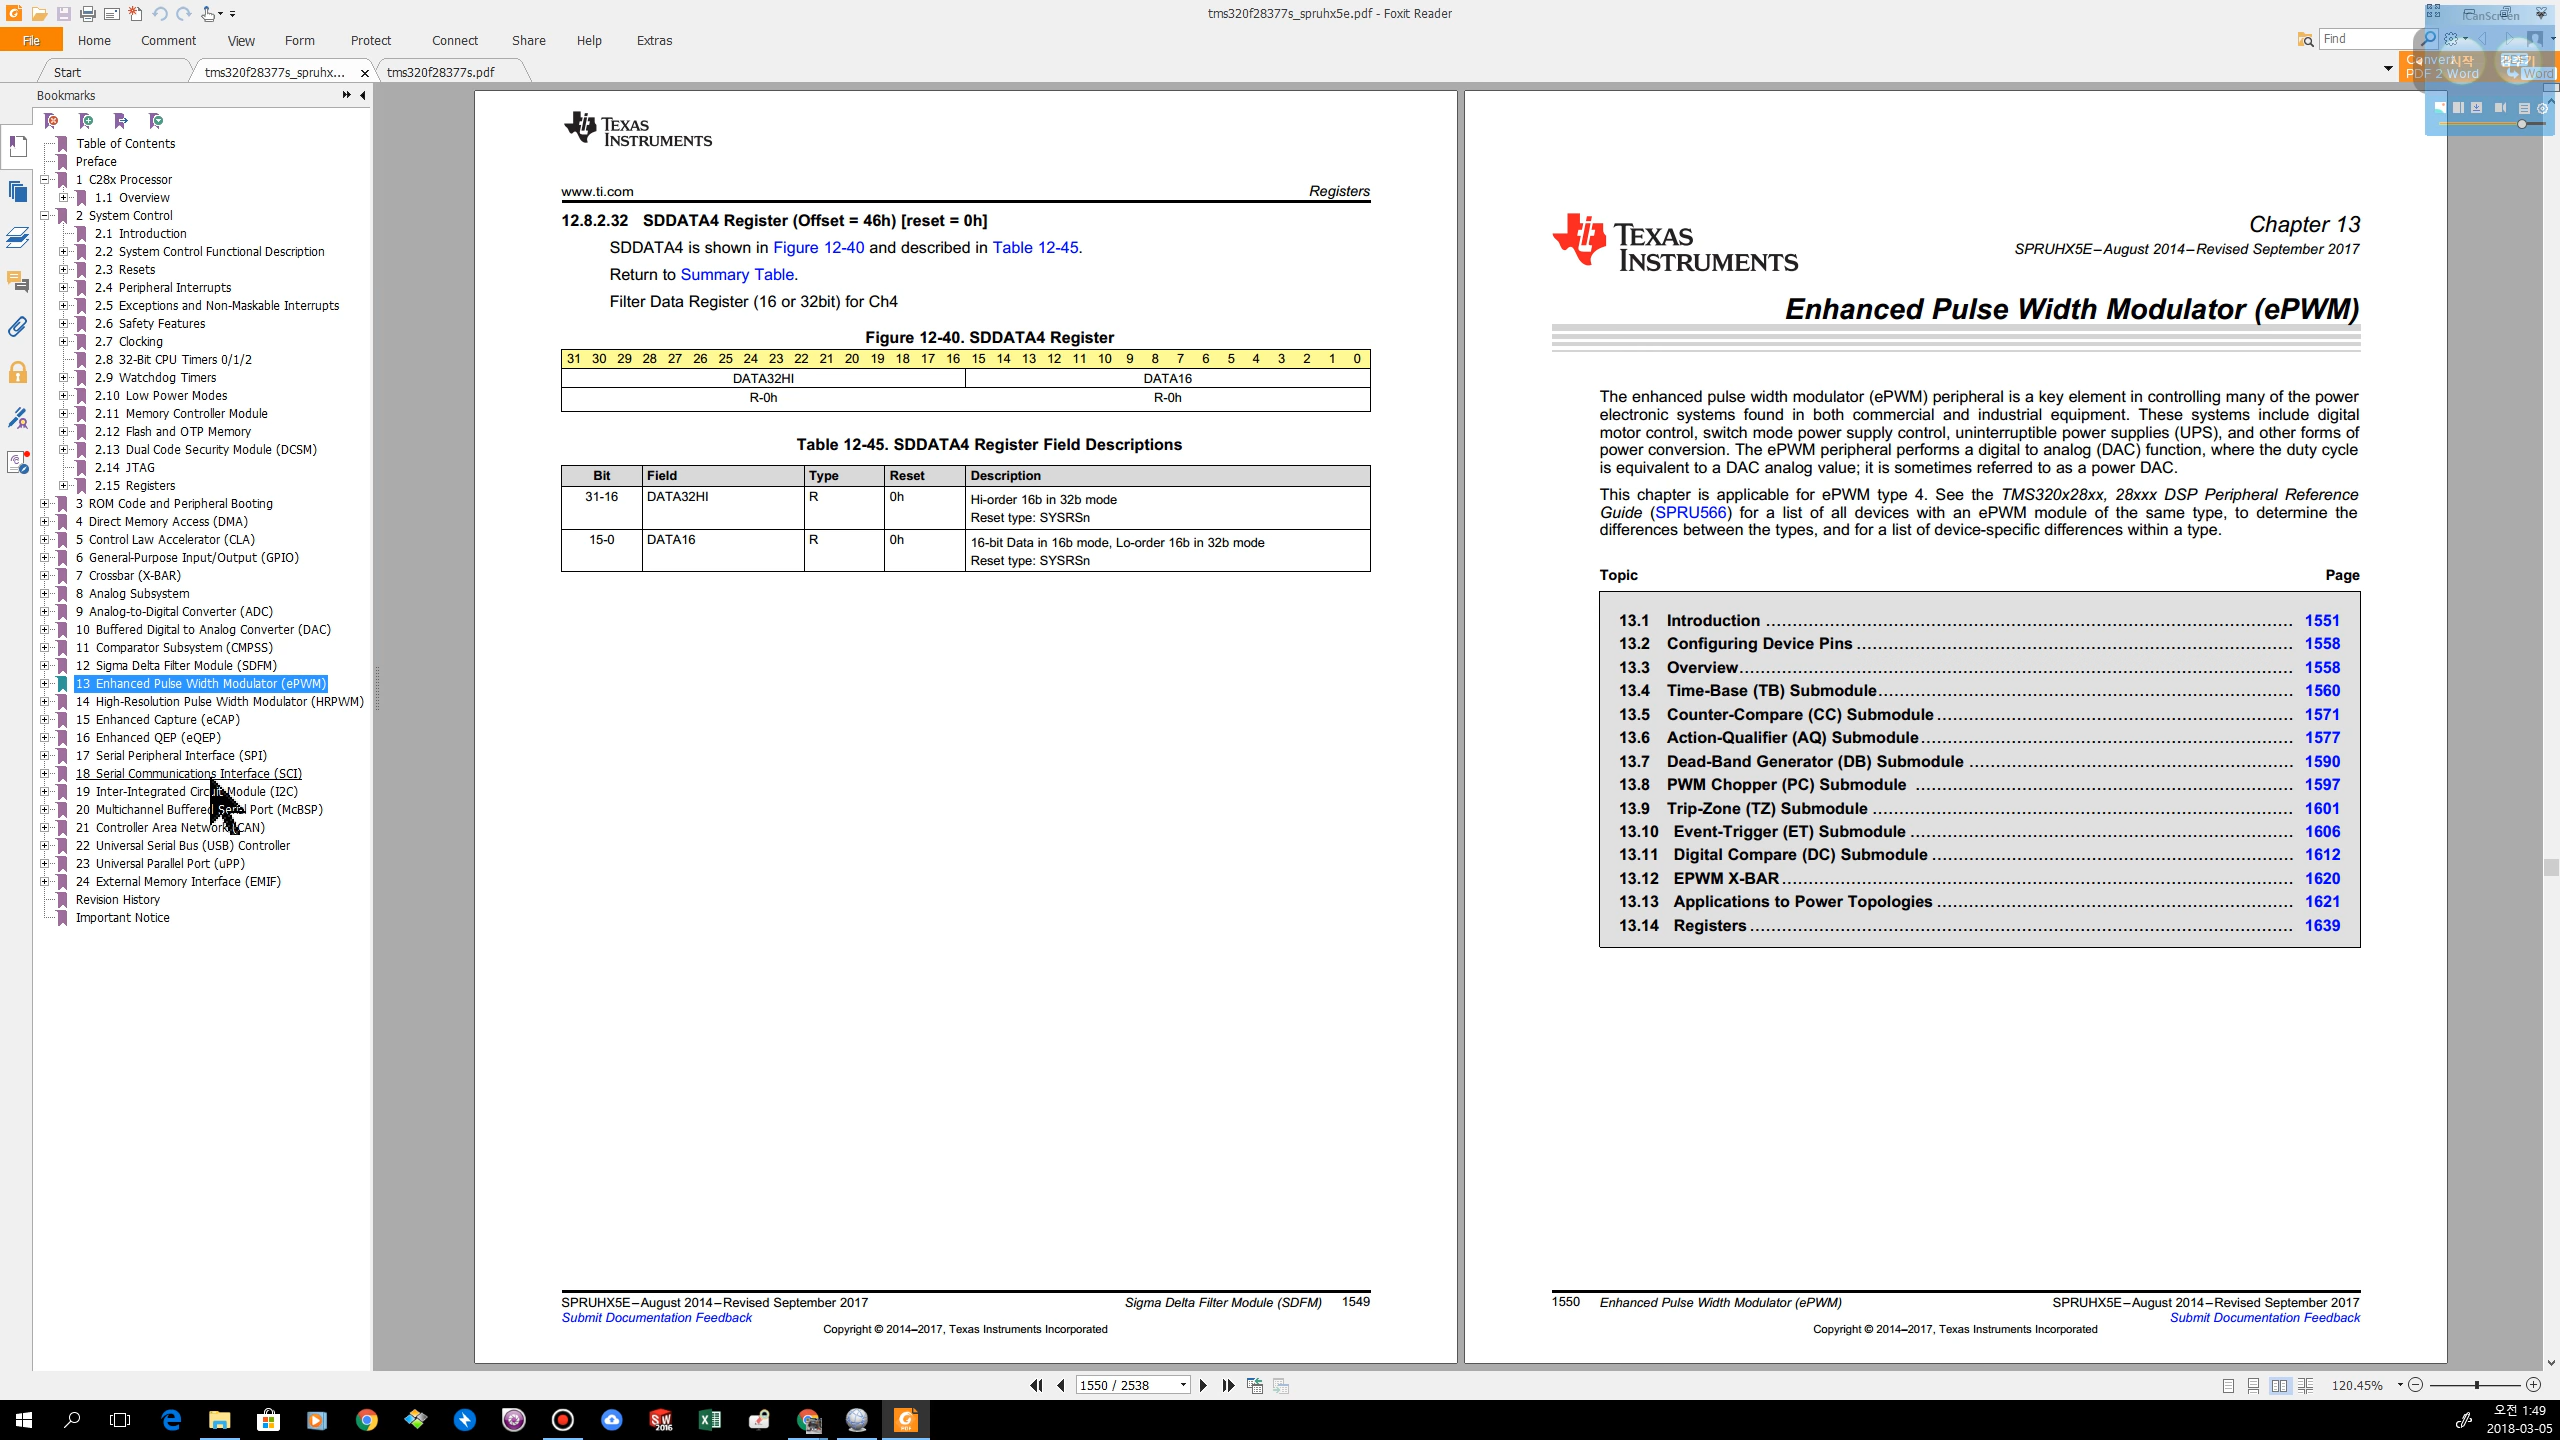 tms320f28377s_spruhx5e.pdf - Foxit Reader
File Home Comment View Form Protect Connect Share Help Extras
Find
Start tms320f28377s_spruhx... tms320f28377s.pdf
Bookmarks
Table of Contents
Preface
1 C28x Processor
1.1 Overview
2 System Control
2.1 Introduction
2.2 System Control Functional Description
2.3 Resets
2.4 Peripheral Interrupts
2.5 Exceptions and Non-Maskable Interrupts
2.6 Safety Features
2.7 Clocking
2.8 32-Bit CPU Timers 0/1/2
2.9 Watchdog Timers
2.10 Low Power Modes
2.11 Memory Controller Module
2.12 Flash and OTP Memory
2.13 Dual Code Security Module (DCSM)
2.14 JTAG
2.15 Registers
3 ROM Code and Peripheral Booting
4 Direct Memory Access (DMA)
5 Control Law Accelerator (CLA)
6 General-Purpose Input/Output (GPIO)
7 Crossbar (X-BAR)
8 Analog Subsystem
9 Analog-to-Digital Converter (ADC)
10 Buffered Digital to Analog Converter (DAC)
11 Comparator Subsystem (CMPSS)
12 Sigma Delta Filter Module (SDFM)
13 Enhanced Pulse Width Modulator (ePWM)
14 High-Resolution Pulse Width Modulator (HRPWM)
15 Enhanced Capture (eCAP)
16 Enhanced QEP (eQEP)
17 Serial Peripheral Interface (SPI)
18 Serial Communications Interface (SCI)
19 Inter-Integrated Circuit Module (I2C)
20 Multichannel Buffered Serial Port (McBSP)
21 Controller Area Network (CAN)
22 Universal Serial Bus (USB) Controller
23 Universal Parallel Port (uPP)
24 External Memory Interface (EMIF)
Revision History
Important Notice
TEXAS
INSTRUMENTS
www.ti.com Registers
12.8.2.32 SDDATA4 Register (Offset = 46h) [reset = 0h]
SDDATA4 is shown in Figure 12-40 and described in Table 12-45.
Return to Summary Table.
Filter Data Register (16 or 32bit) for Ch4
Figure 12-40. SDDATA4 Register
31 30 29 28 27 26 25 24 23 22 21 20 19 18 17 16 15 14 13 12 11 10 9 8 7 6 5 4 3 2 1 0
DATA32HI DATA16
R-0h R-0h
Table 12-45. SDDATA4 Register Field Descriptions
Bit Field Type Reset Description
31-16 DATA32HI R 0h Hi-order 16b in 32b mode
Reset type: SYSRSn
15-0 DATA16 R 0h 16-bit Data in 16b mode, Lo-order 16b in 32b mode
Reset type: SYSRSn
SPRUHX5E–August 2014–Revised September 2017 Sigma Delta Filter Module (SDFM) 1549
Submit Documentation Feedback
Copyright © 2014–2017, Texas Instruments Incorporated
TEXAS
INSTRUMENTS
Chapter 13
SPRUHX5E–August 2014–Revised September 2017
Enhanced Pulse Width Modulator (ePWM)
The enhanced pulse width modulator (ePWM) peripheral is a key element in controlling many of the power
electronic systems found in both commercial and industrial equipment. These systems include digital
motor control, switch mode power supply control, uninterruptible power supplies (UPS), and other forms of
power conversion. The ePWM peripheral performs a digital to analog (DAC) function, where the duty cycle
is equivalent to a DAC analog value; it is sometimes referred to as a power DAC.
This chapter is applicable for ePWM type 4. See the TMS320x28xx, 28xxx DSP Peripheral Reference
Guide (SPRU566) for a list of all devices with an ePWM module of the same type, to determine the
differences between the types, and for a list of device-specific differences within a type.
Topic Page
13.1 Introduction 1551
13.2 Configuring Device Pins 1558
13.3 Overview 1558
13.4 Time-Base (TB) Submodule 1560
13.5 Counter-Compare (CC) Submodule 1571
13.6 Action-Qualifier (AQ) Submodule 1577
13.7 Dead-Band Generator (DB) Submodule 1590
13.8 PWM Chopper (PC) Submodule 1597
13.9 Trip-Zone (TZ) Submodule 1601
13.10 Event-Trigger (ET) Submodule 1606
13.11 Digital Compare (DC) Submodule 1612
13.12 EPWM X-BAR 1620
13.13 Applications to Power Topologies 1621
13.14 Registers 1639
1550 Enhanced Pulse Width Modulator (ePWM) SPRUHX5E–August 2014–Revised September 2017
Submit Documentation Feedback
Copyright © 2014–2017, Texas Instruments Incorporated
1550 / 2538
120.45%
오전 1:49
2018-03-05